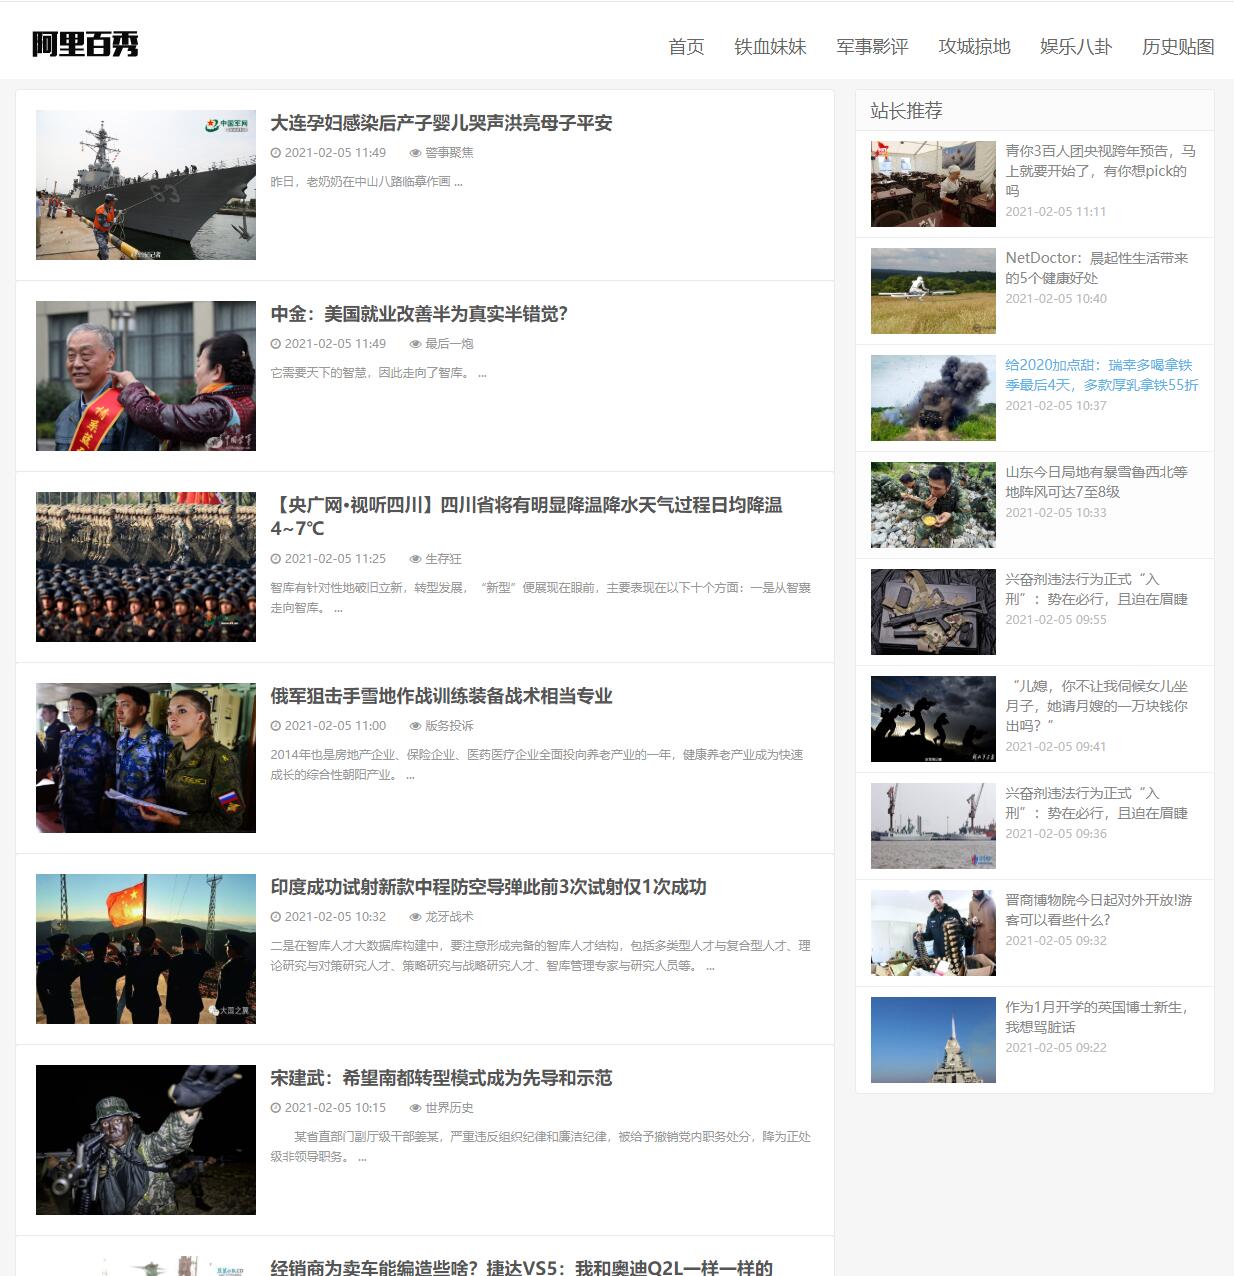 阿里百秀
首页 铁血妹妹 军事影评 攻城掠地 娱乐八卦 历史贴图
中国军网
大连孕妇感染后产子婴儿哭声洪亮母子平安
2021-02-05 11:49 警事聚焦
昨日，老奶奶在中山八路临摹作画 ...
中金：美国就业改善半为真实半错觉？
2021-02-05 11:49 最后一炮
它需要天下的智慧，因此走向了智库。 ...
【央广网•视听四川】四川省将有明显降温降水天气过程日均降温
4~7℃
2021-02-05 11:25 生存狂
智库有针对性地破旧立新，转型发展，“新型”便展现在眼前，主要表现在以下十个方面：一是从智囊
走向智库。 ...
俄军狙击手雪地作战训练装备战术相当专业
2021-02-05 11:00 版务投诉
2014年也是房地产企业、保险企业、医药医疗企业全面投向养老产业的一年，健康养老产业成为快速
成长的综合性朝阳产业。 ...
印度成功试射新款中程防空导弹此前3次试射仅1次成功
2021-02-05 10:32 龙牙战术
二是在智库人才大数据库构建中，要注意形成完备的智库人才结构，包括多类型人才与复合型人才、理
论研究与对策研究人才、策略研究与战略研究人才、智库管理专家与研究人员等。 ...
大国之翼
宋建武：希望南都转型模式成为先导和示范
2021-02-05 10:15 世界历史
某省直部门副厅级干部姜某，严重违反组织纪律和廉洁纪律，被给予撤销党内职务处分，降为正处
级非领导职务。 ...
经销商为卖车能编造些啥？捷达VS5：我和奥迪Q2L一样一样的
站长推荐
青你3百人团央视跨年预告，马
上就要开始了，有你想pick的
吗
2021-02-05 11:11
NetDoctor：晨起性生活带来
的5个健康好处
2021-02-05 10:40
给2020加点甜：瑞幸多喝拿铁
季最后4天，多款厚乳拿铁55折
2021-02-05 10:37
山东今日局地有暴雪鲁西北等
地阵风可达7至8级
2021-02-05 10:33
兴奋剂违法行为正式“入
刑”：势在必行，且迫在眉睫
2021-02-05 09:55
“儿媳，你不让我伺候女儿坐
月子，她请月嫂的一万块钱你
出吗？“
2021-02-05 09:41
兴奋剂违法行为正式“入
刑”：势在必行，且迫在眉睫
2021-02-05 09:36
晋商博物院今日起对外开放!游
客可以看些什么?
2021-02-05 09:32
作为1月开学的英国博士新生，
我想骂脏话
2021-02-05 09:22